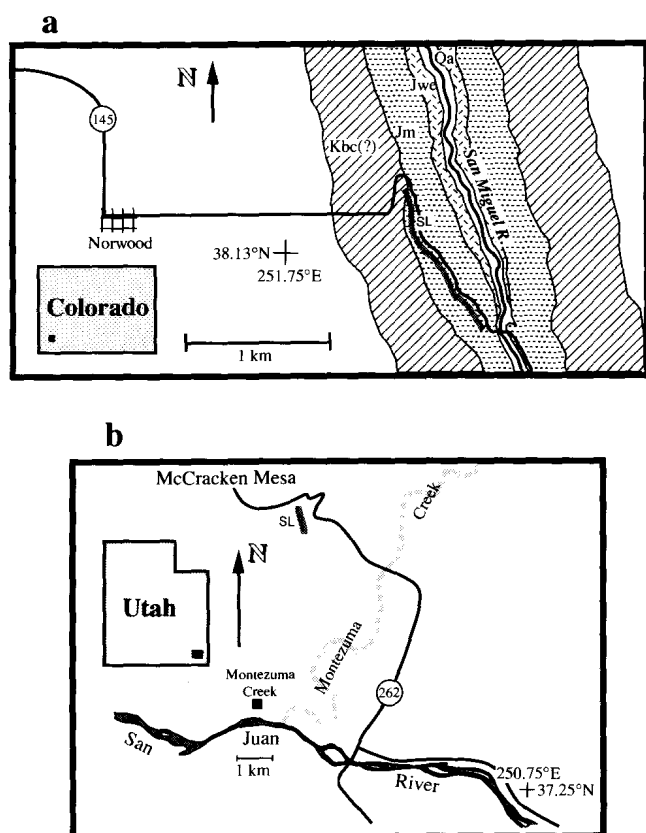 a
N
145
Qa
Jwe
Jm
Kbc(?)
San Miguel R
SL
Norwood
38.13°N
251.75°E
Colorado
1 km
b
McCracken Mesa
Creek
SL
N
Utah
Montezuma
Montezuma
Creek
262
San
Juan
River
1 km
250.75°E
37.25°N